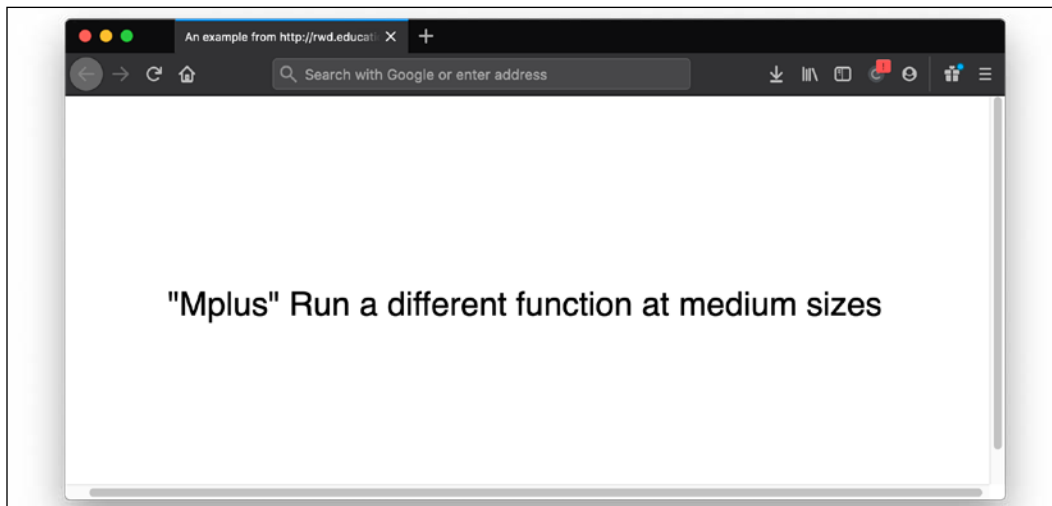 An example from http://rwd.educati
Search with Google or enter address
"Mplus" Run a different function at medium sizes